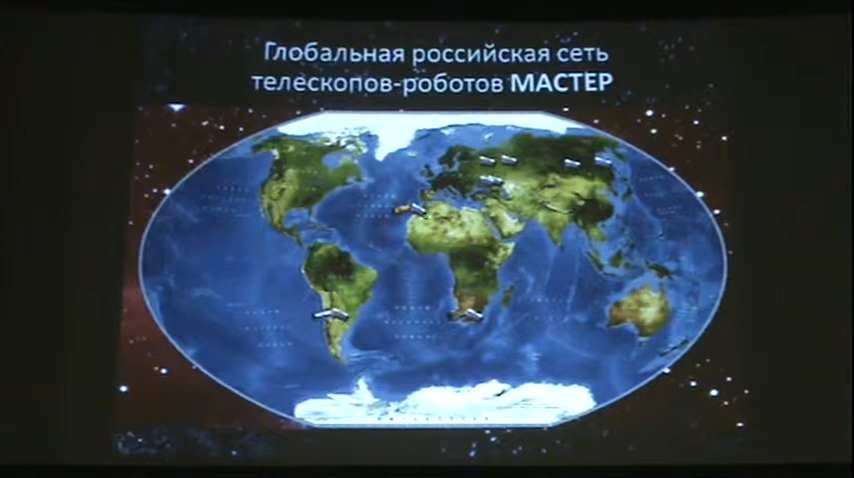 Глобальная российская сеть
телескопов-роботов МАСТЕР